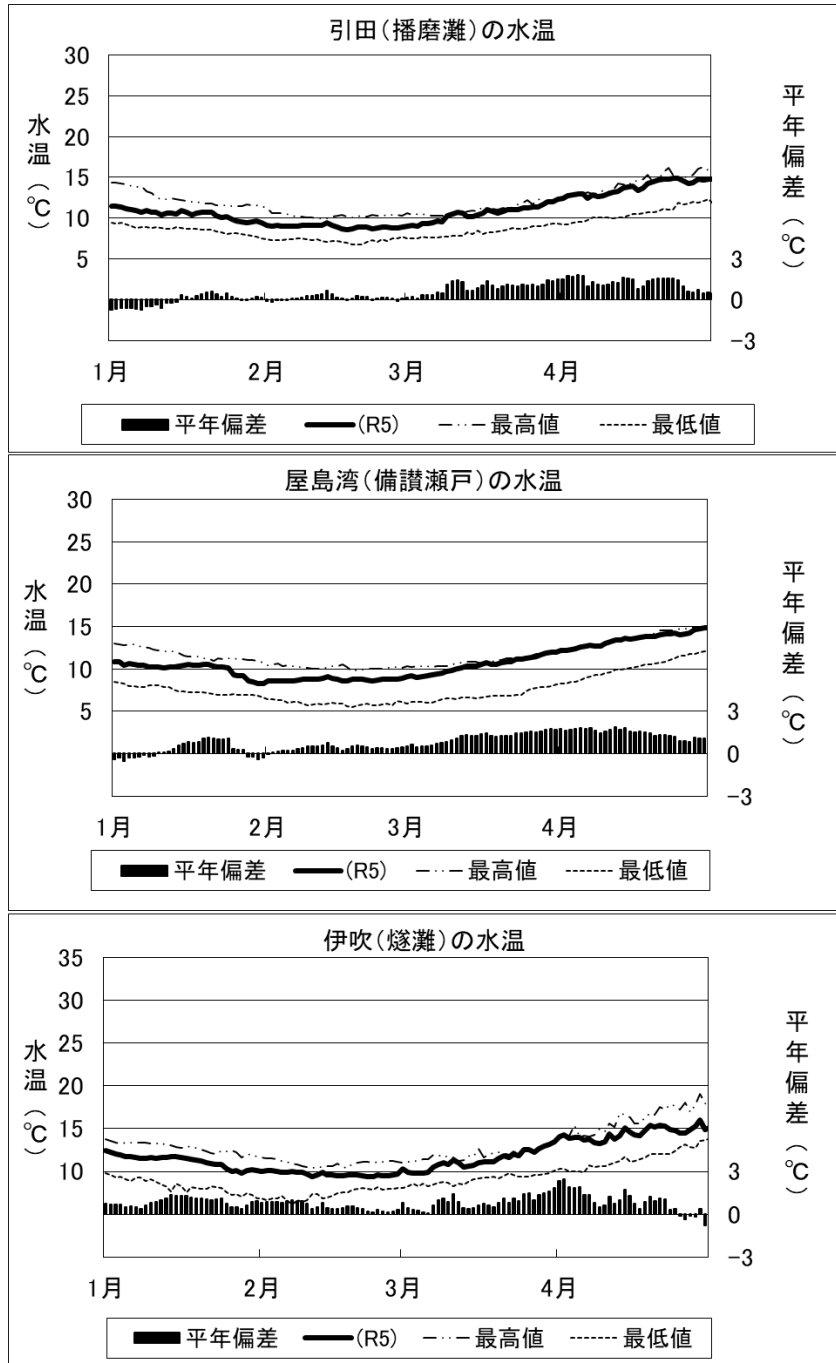 引田（播磨灘）の水温
水温（℃）
30
25
20
15
10
5
平年偏差（℃）
3
0
−3
1月 2月 3月 4月
平年偏差 (R5) 最高値 最低値
屋島湾（備讃瀬戸）の水温
水温（℃）
30
25
20
15
10
5
平年偏差（℃）
3
0
−3
1月 2月 3月 4月
平年偏差 (R5) 最高値 最低値
伊吹（燧灘）の水温
水温（℃）
35
30
25
20
15
10
平年偏差（℃）
3
0
−3
1月 2月 3月 4月
平年偏差 (R5) 最高値 最低値